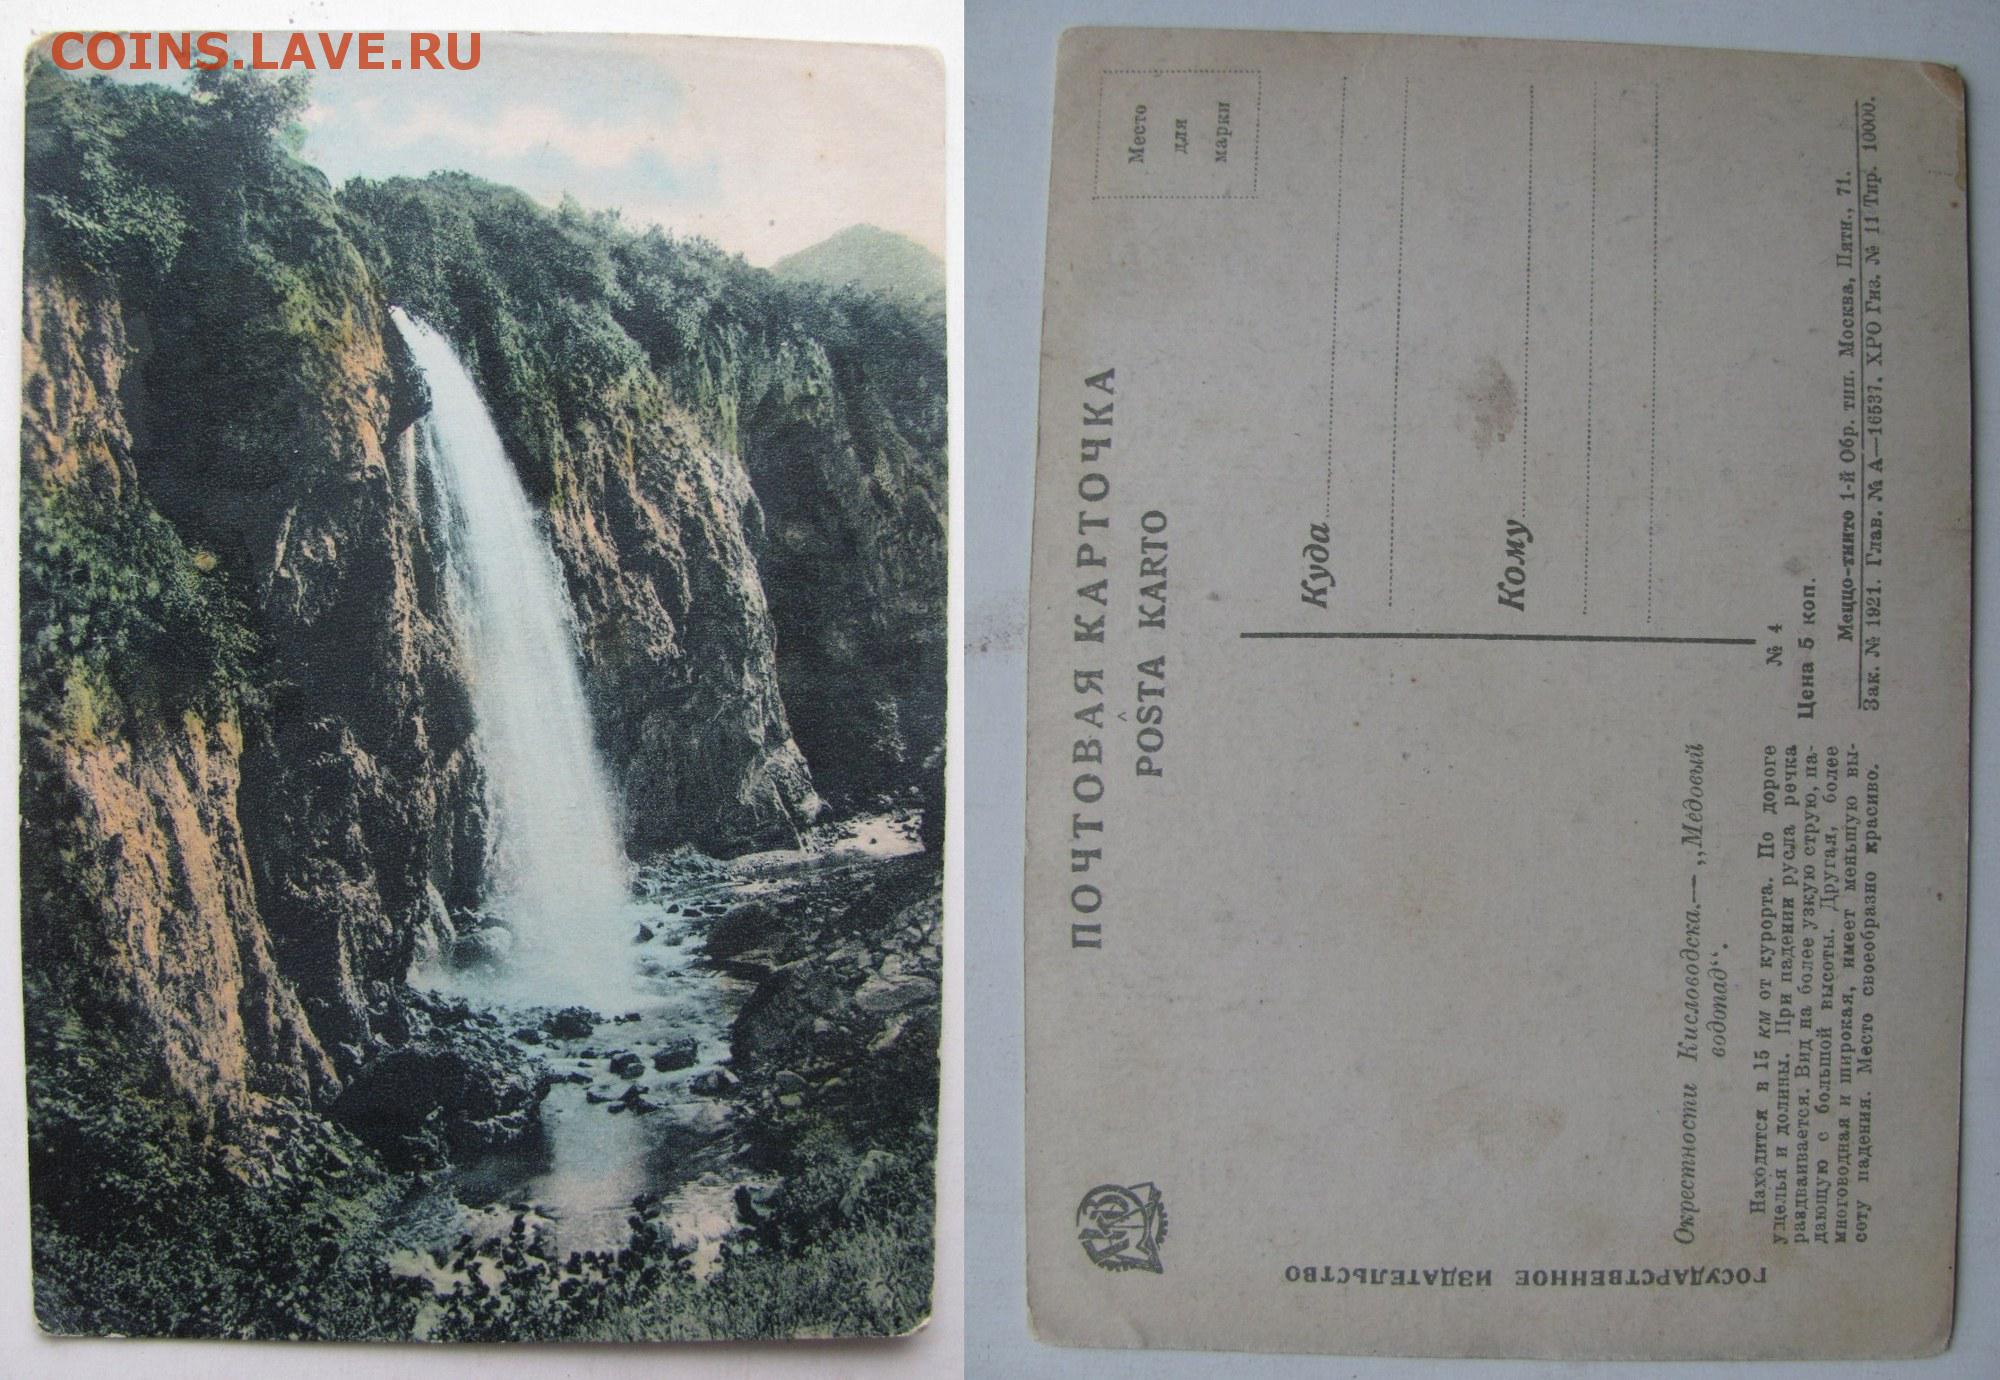 COINS.LAVE.RU
ПОЧТОВАЯ КАРТОЧКА
POŜTA KARTO
Место
для
марки
Куда
Кому
ГОСУДАРСТВЕННОЕ ИЗДАТЕЛЬСТВО
Окрестности Кисловодска.—„Медовый
водопад“.
Находится в 15 км от курорта. По дороге
ущелья и долины. При падении русла речка
раздваивается. Вид на более узкую струю, па-
дающую с большой высоты. Другая, более
многоводная и широкая, имеет меньшую вы-
соту падения. Место своеобразно красиво.
№ 4
Цена 5 коп.
Меццо-тинто 1-й Обр. тип. Москва, Пятн., 71.
Зак. № 1921. Глав. № А—16537. ХРО Гиз. № 11 Тир. 10000.